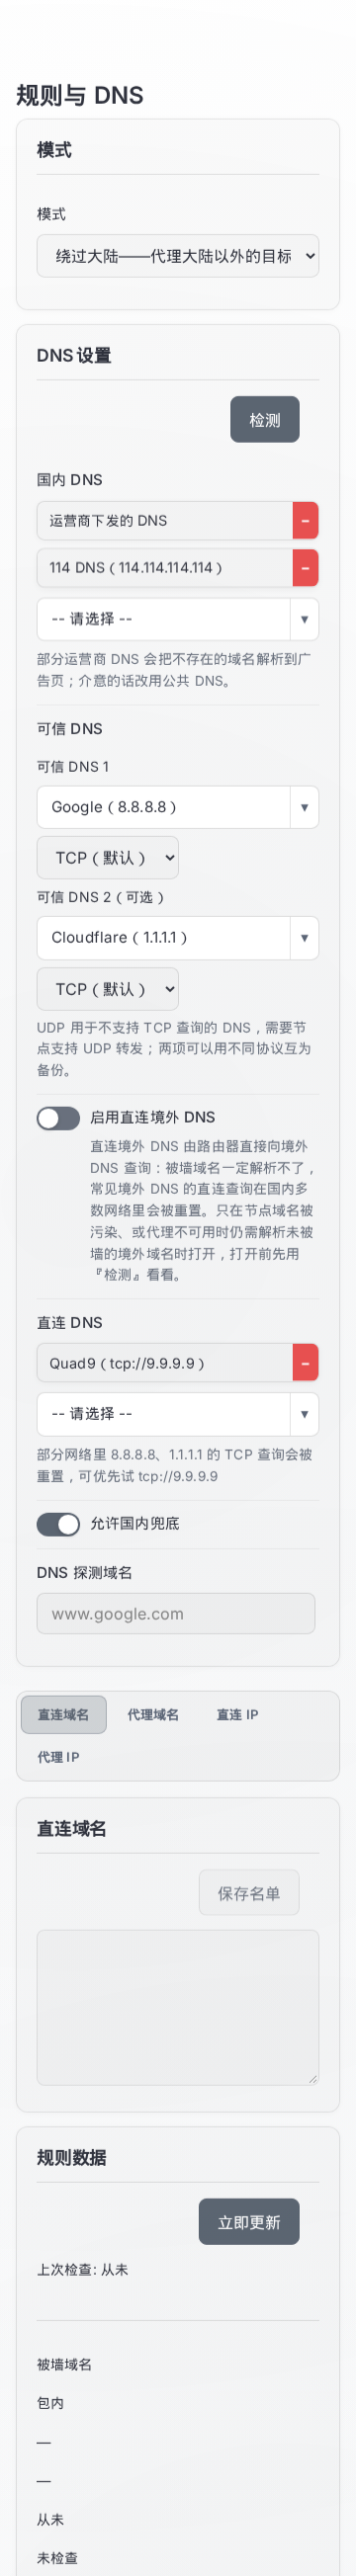 规则与 DNS
模式
模式
绕过大陆——代理大陆以外的目标
DNS 设置
检测
国内 DNS
运营商下发的 DNS
−
114 DNS（114.114.114.114）
−
-- 请选择 --
▾
部分运营商 DNS 会把不存在的域名解析到广
告页；介意的话改用公共 DNS。
可信 DNS
可信 DNS 1
Google（8.8.8.8）
▾
TCP（默认）
可信 DNS 2（可选）
Cloudflare（1.1.1.1）
▾
TCP（默认）
UDP 用于不支持 TCP 查询的 DNS，需要节
点支持 UDP 转发；两项可以用不同协议互为
备份。
启用直连境外 DNS
直连境外 DNS 由路由器直接向境外
DNS 查询：被墙域名一定解析不了，
常见境外 DNS 的直连查询在国内多
数网络里会被重置。只在节点域名被
污染、或代理不可用时仍需解析未被
墙的境外域名时打开，打开前先用
『检测』看看。
直连 DNS
Quad9（tcp://9.9.9.9）
−
-- 请选择 --
▾
部分网络里 8.8.8.8、1.1.1.1 的 TCP 查询会被
重置，可优先试 tcp://9.9.9.9
允许国内兜底
DNS 探测域名
www.google.com
直连域名 代理域名 直连 IP
代理 IP
直连域名
保存名单
规则数据
立即更新
上次检查: 从未
被墙域名
包内
—
—
从未
未检查